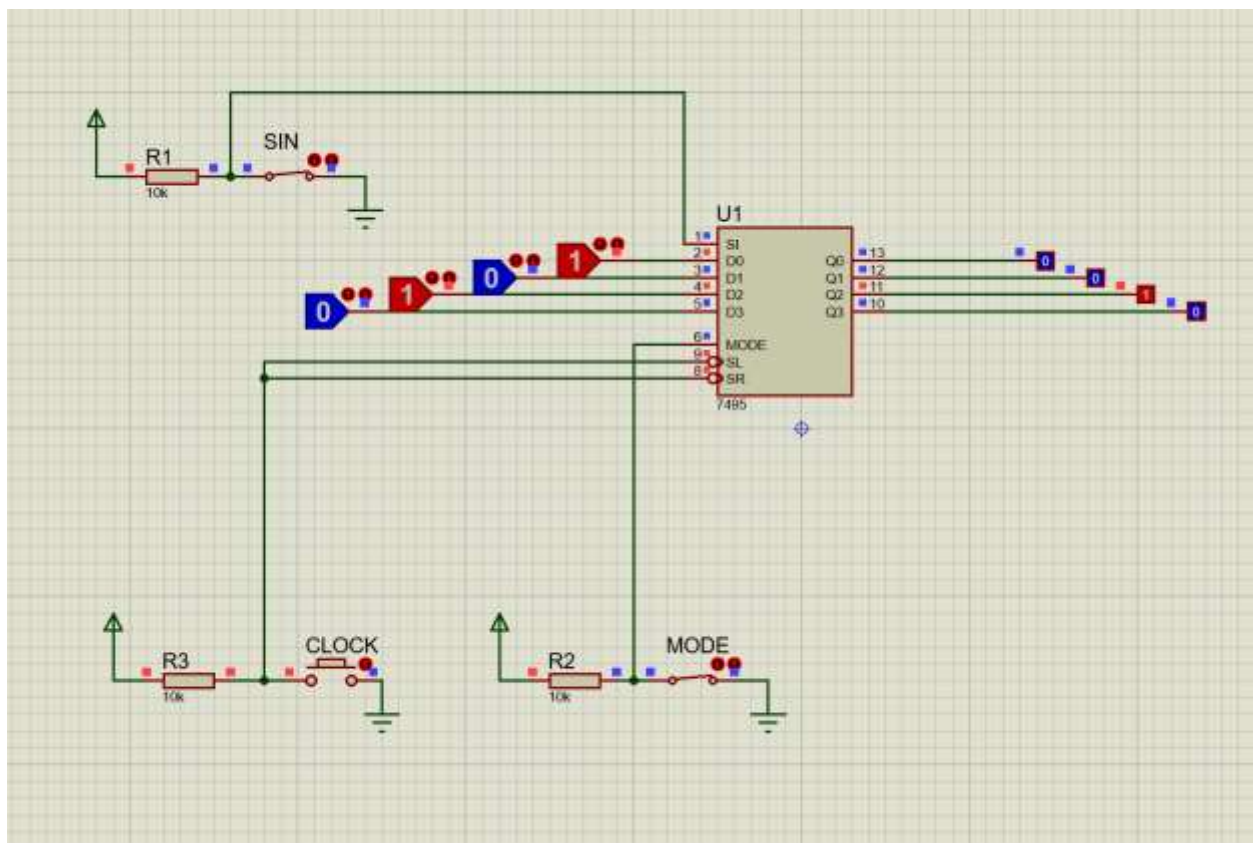 SIN
R1
10k
U1
1 SI
1 2 D0 Q0 13 0
0 3 D1 Q1 12 0
1 4 D2 Q2 11 1
0 5 D3 Q3 10 0
6 MODE
9 SL
8 SR
7495
CLOCK MODE
R3 R2
10k 10k